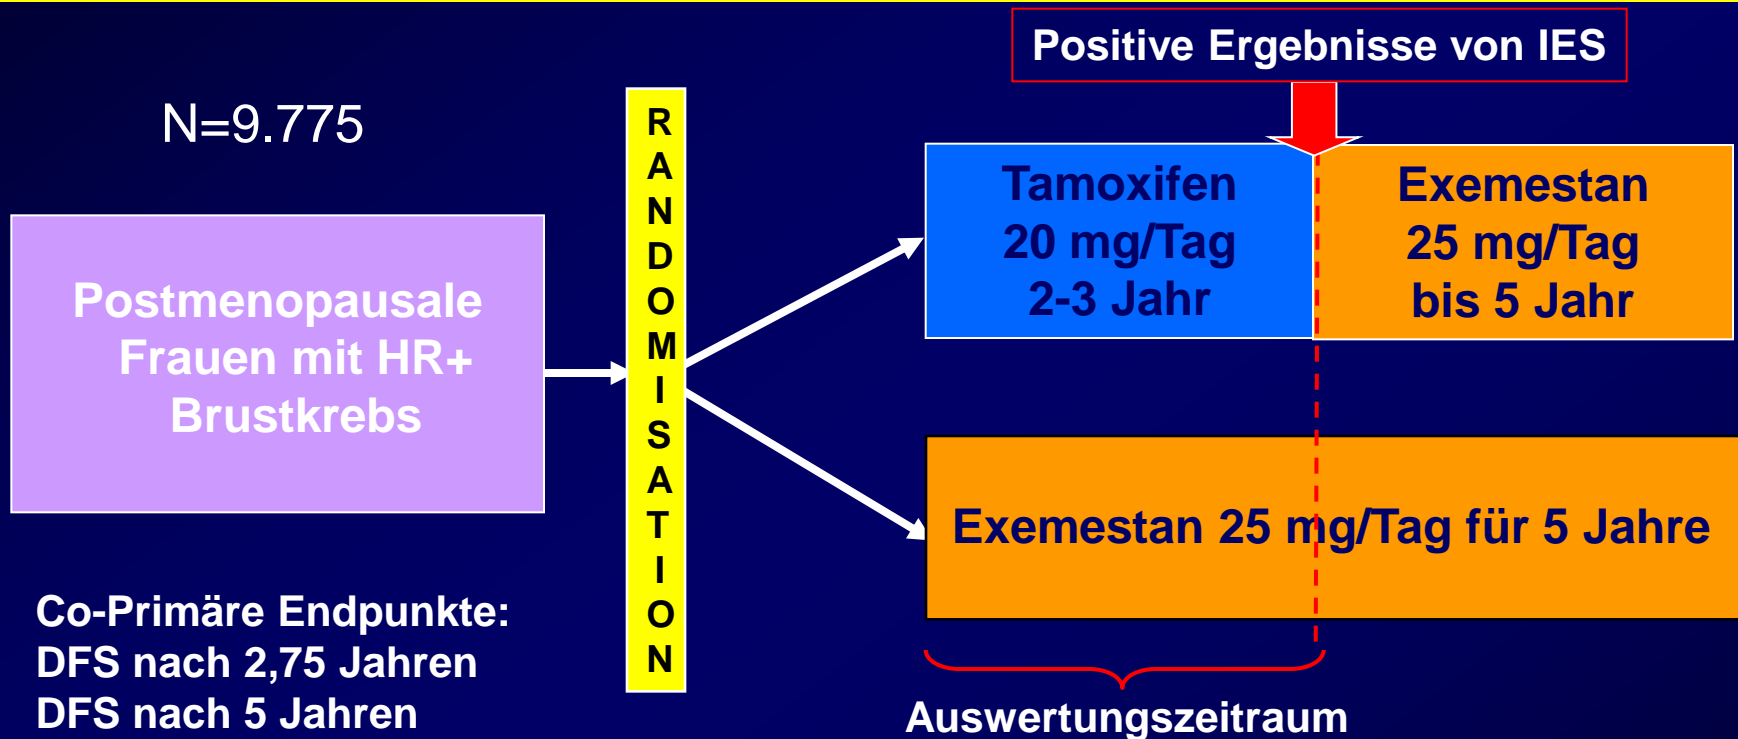 Positive Ergebnisse von IES
N=9.775
Postmenopausale
Frauen mit HR+
Brustkrebs
R
A
N
D
O
M
I
S
A
T
I
O
N
Tamoxifen
20 mg/Tag
2-3 Jahr
Exemestan
25 mg/Tag
bis 5 Jahr
Exemestan 25 mg/Tag für 5 Jahre
Co-Primäre Endpunkte:
DFS nach 2,75 Jahren
DFS nach 5 Jahren
Auswertungszeitraum